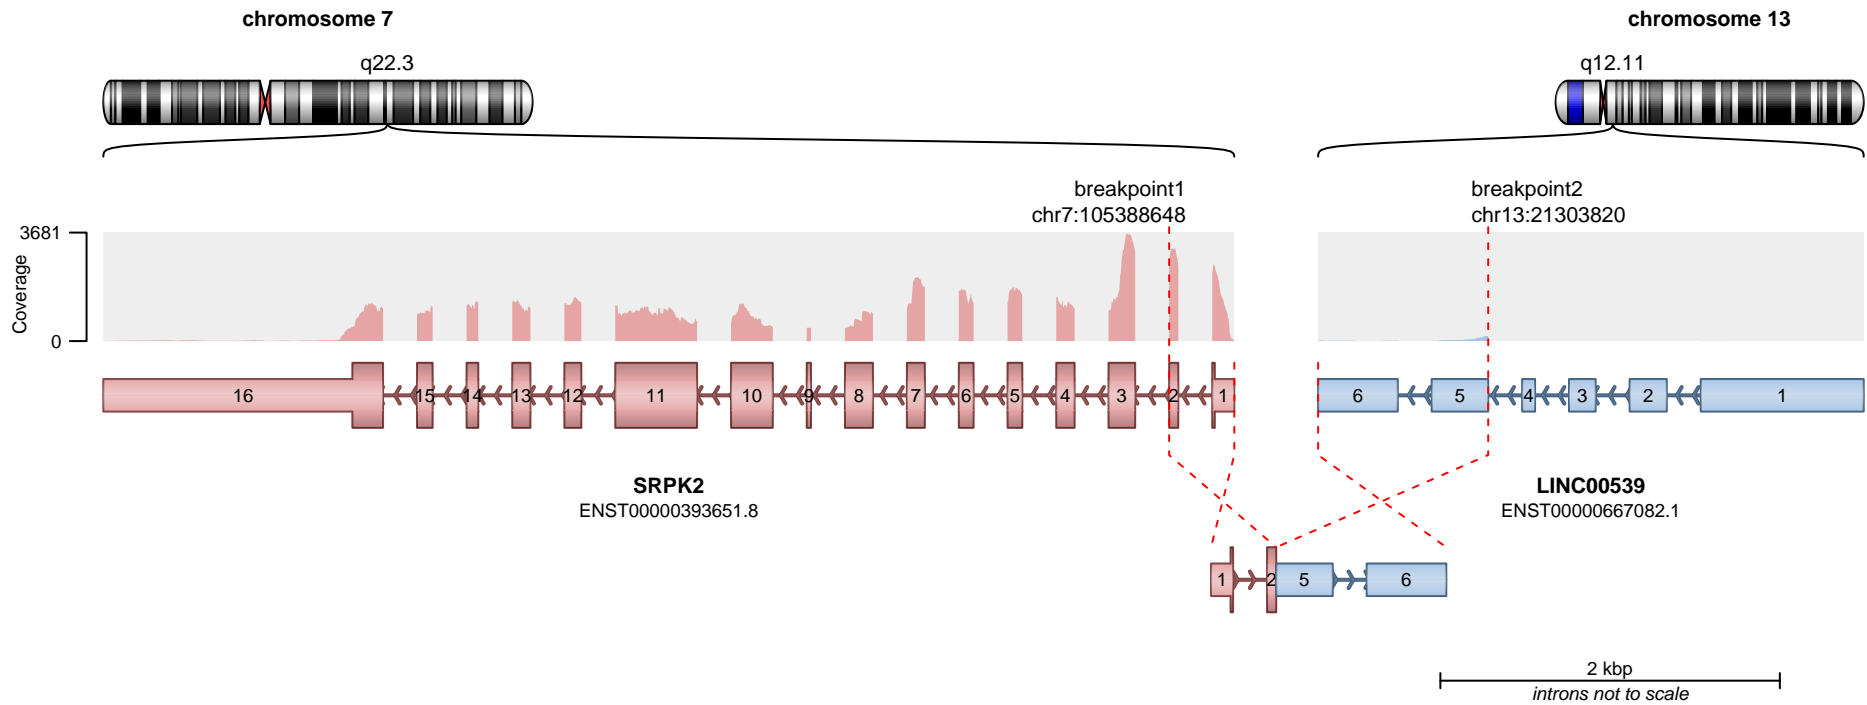 chromosome 7
chromosome 13
q22.3
q12.11
breakpoint1
chr7:105388648
breakpoint2
chr13:21303820
3681
Coverage
0
16 15 14 13 12 11 10 9 8 7 6 5 4 3 2 1
6 5 4 3 2 1
SRPK2
ENST00000393651.8
LINC00539
ENST00000667082.1
1 2 5 6
2 kbp
introns not to scale